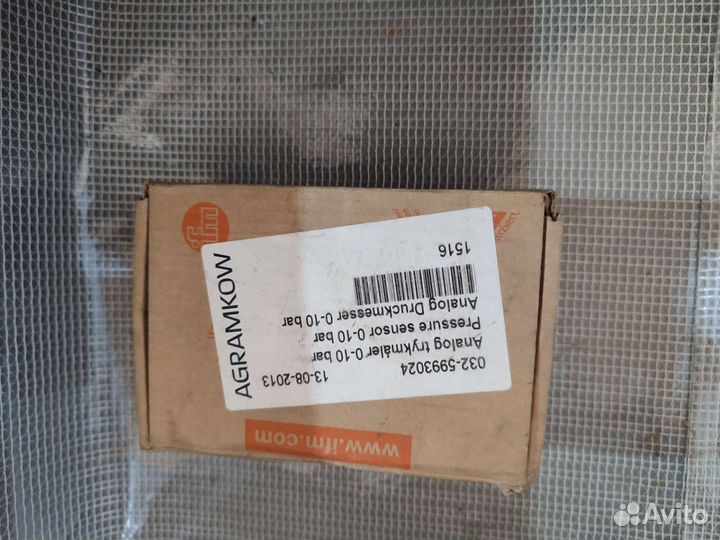 ifm
AGRAMKOW
032-5993024
13-08-2013
Analog trykmåler 0-10 bar
Pressure sensor 0-10 bar
Analog Druckmesser 0-10 bar
1516
www.ifm.com
Avito